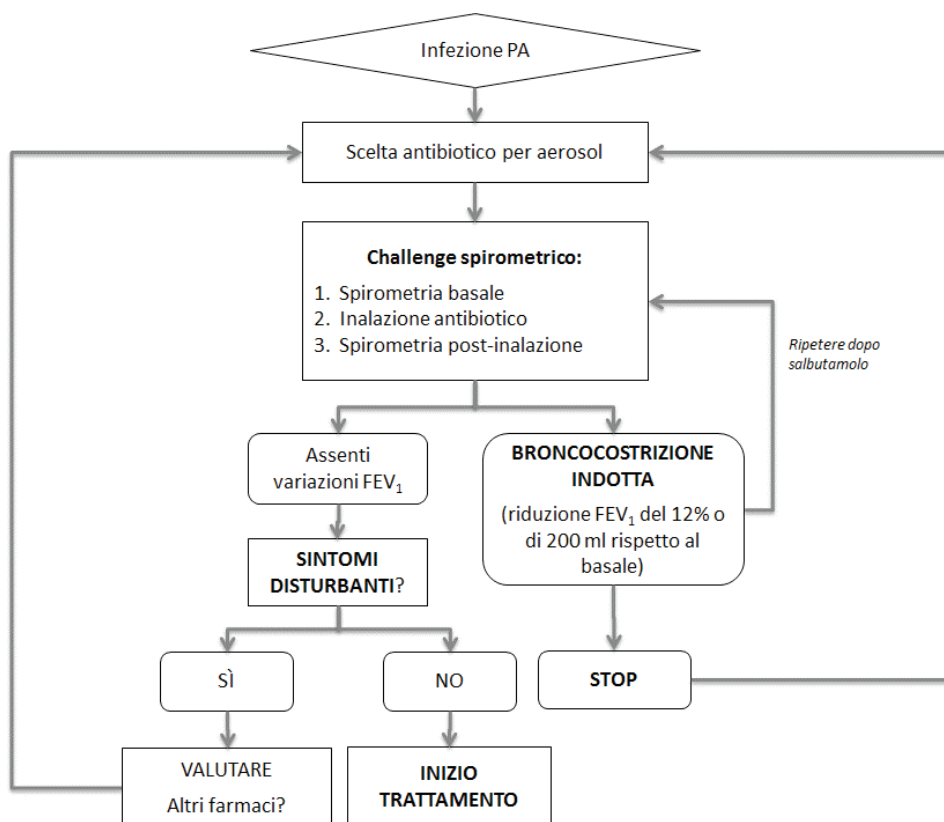 Infezione PA
Scelta antibiotico per aerosol
Challenge spirometrico:
1. Spirometria basale
2. Inalazione antibiotico
3. Spirometria post-inalazione
Ripetere dopo
salbutamolo
Assenti
variazioni FEV₁
BRONCOCOSTRIZIONE
INDOTTA
(riduzione FEV₁ del 12% o
di 200 ml rispetto al
basale)
SINTOMI
DISTURBANTI?
SÌ
NO
STOP
VALUTARE
Altri farmaci?
INIZIO
TRATTAMENTO